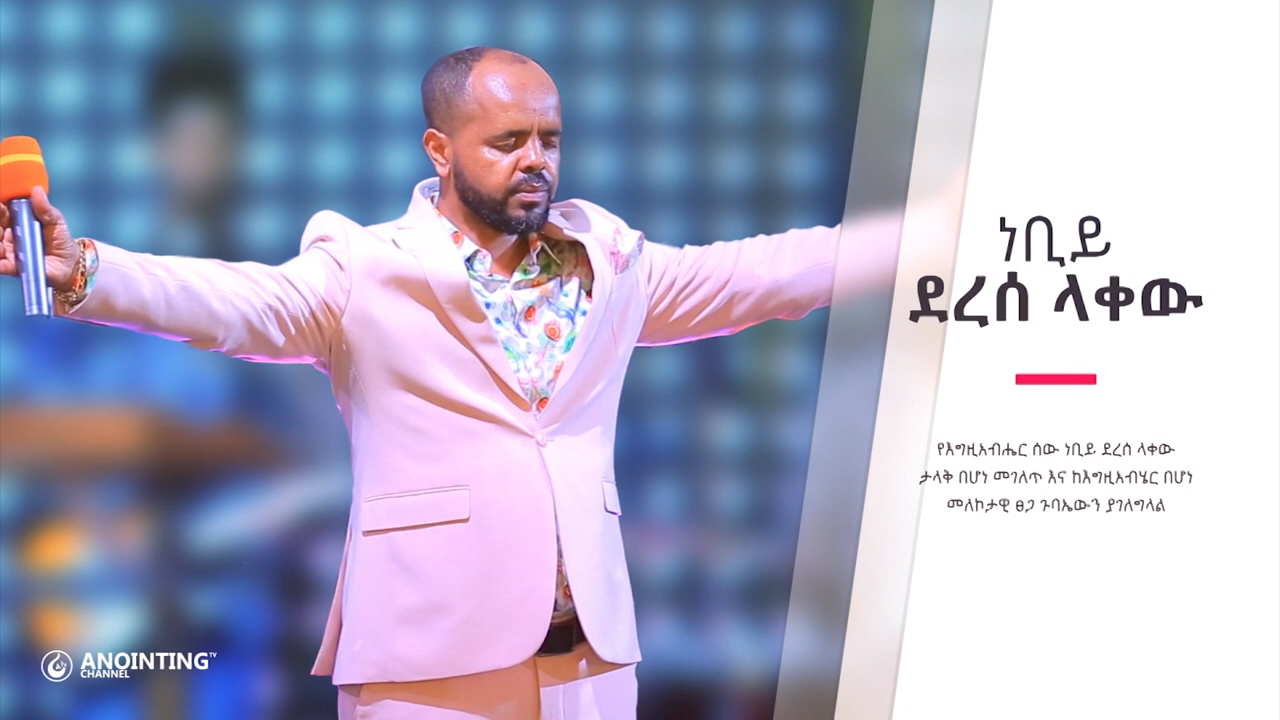 ነቢይ
ደረሰ ላቀው
የእግዚአብሔር ሰው ነቢይ ደረሰ ላቀው
ታላቅ በሆነ መገለጥ እና ከእግዚአብሄር በሆነ
መለኮታዊ ፀጋ ጉባኤውን ያገለግላል
ANOINTING TV
CHANNEL